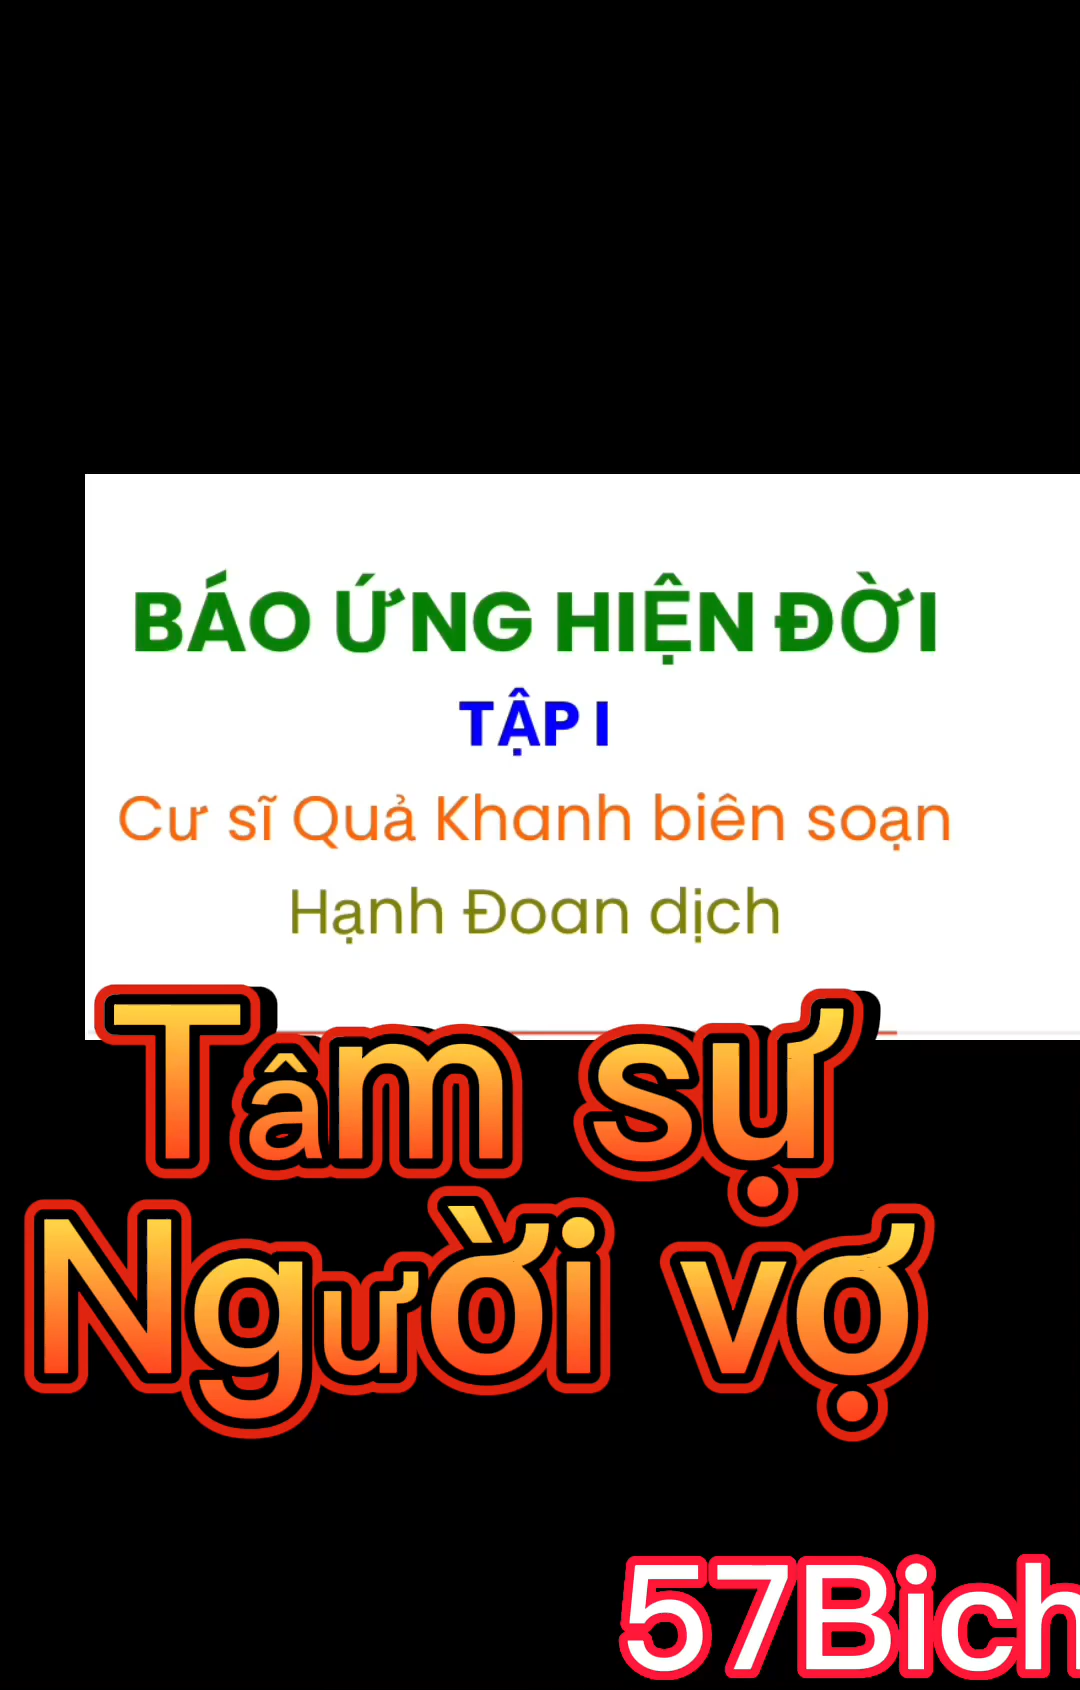 BÁO ỨNG HIỆN ĐỜI
TẬP I
Cư sĩ Quả Khanh biên soạn
Hạnh Đoan dịch
Tâm sự
Người vợ
57Bich